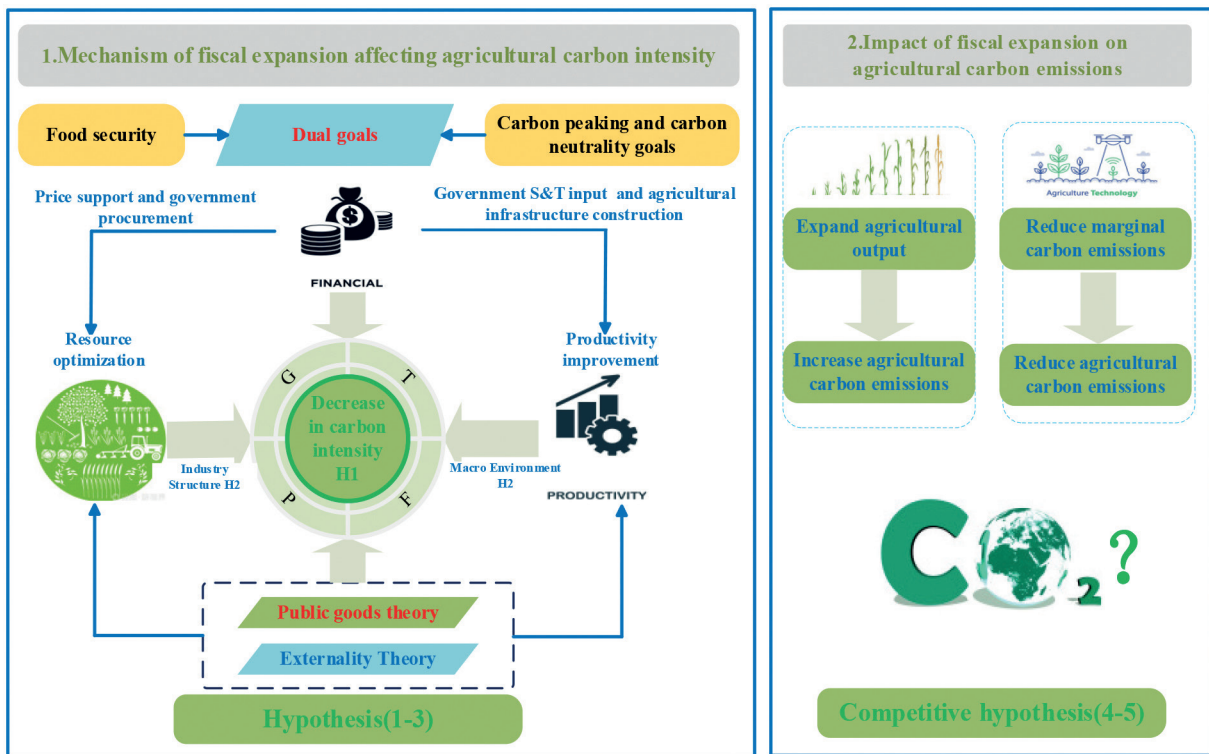 1.Mechanism of fiscal expansion affecting agricultural carbon intensity
Food security
Dual goals
Carbon peaking and carbon
neutrality goals
Price support and government
procurement
Government S&T input and agricultural
infrastructure construction
FINANCIAL
Resource
optimization
Productivity
improvement
G
T
P
F
Decrease
in carbon
intensity
H1
Industry
Structure H2
Macro Environment
H2
PRODUCTIVITY
Public goods theory
Externality Theory
Hypothesis(1-3)
2.Impact of fiscal expansion on
agricultural carbon emissions
Agriculture Technology
Expand agricultural
output
Reduce marginal
carbon emissions
Increase agricultural
carbon emissions
Reduce agricultural
carbon emissions
CO2?
Competitive hypothesis(4-5)